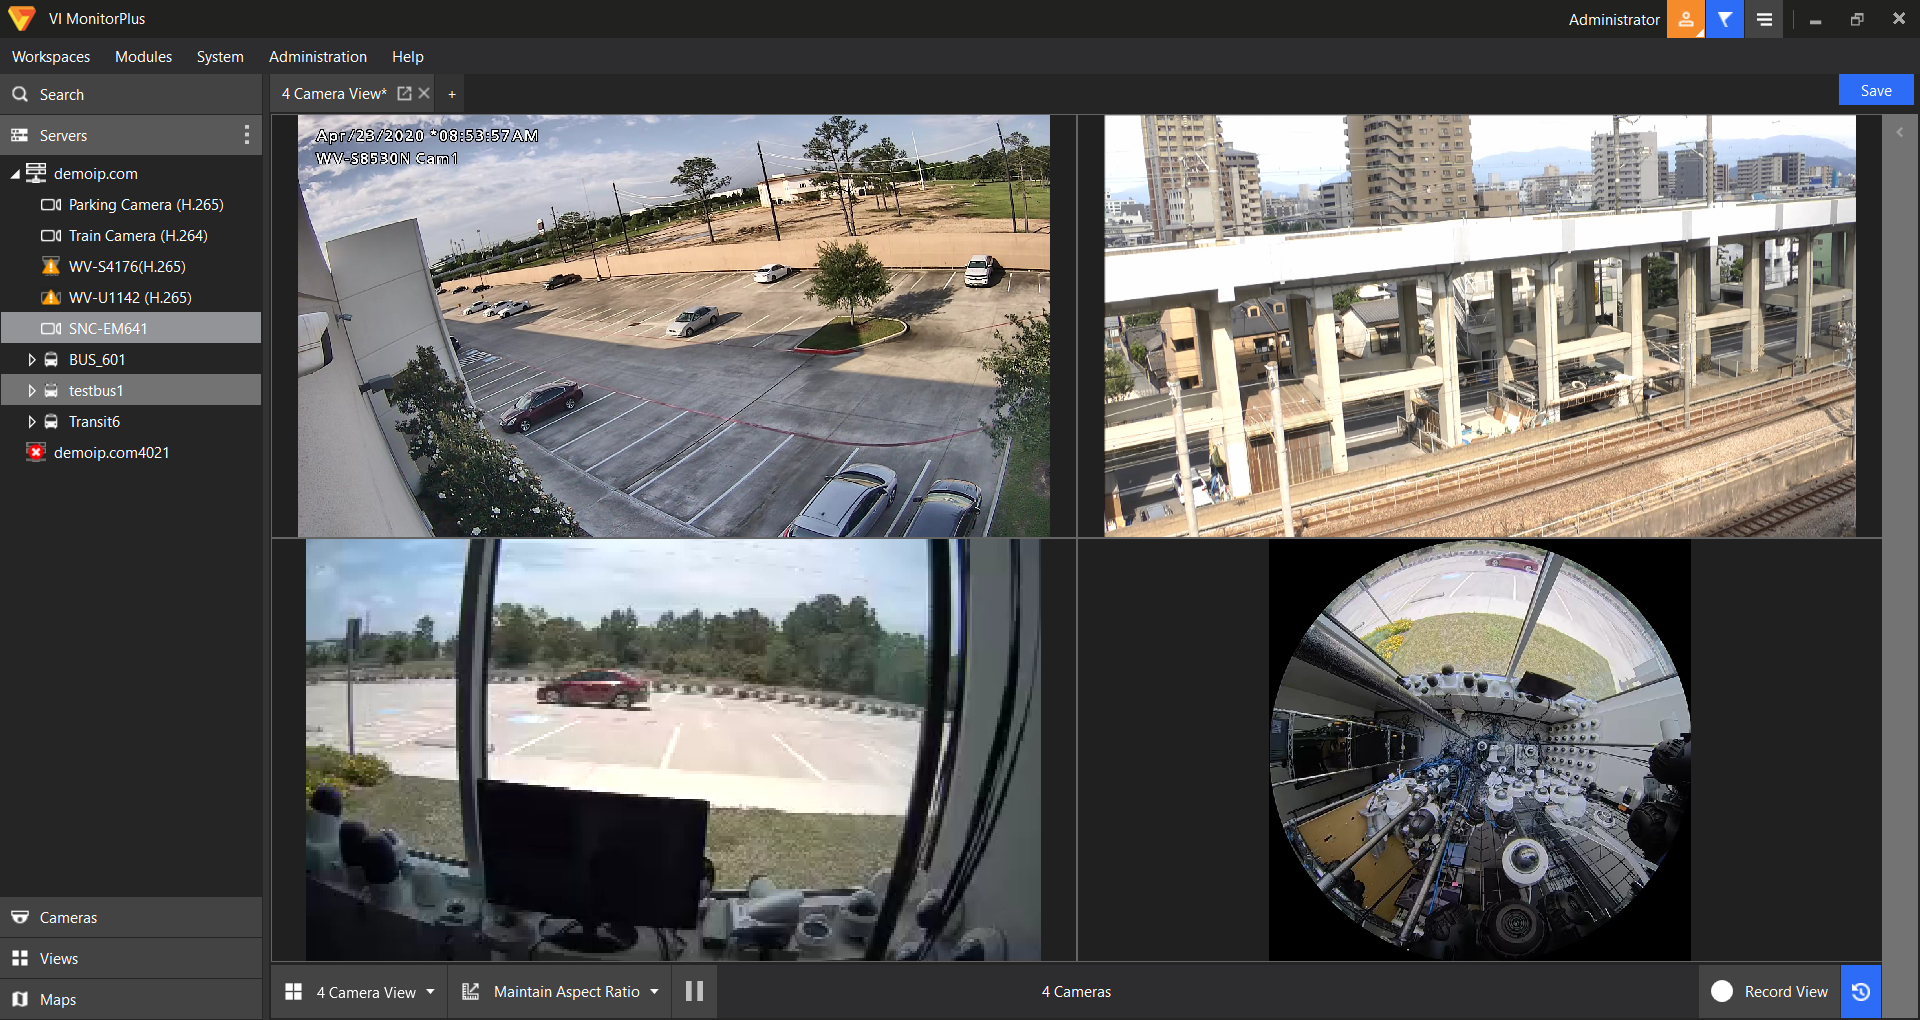 VI MonitorPlus
Administrator
Workspaces Modules System Administration Help
Search
4 Camera View* +
Save
Servers
demoip.com
Parking Camera (H.265)
Train Camera (H.264)
WV-S4176(H.265)
WV-U1142 (H.265)
SNC-EM641
BUS_601
testbus1
Transit6
demoip.com4021
Apr/23/2020 *08:53:57AM
WV-S8530N Cam1
Cameras
Views
Maps
4 Camera View
Maintain Aspect Ratio
4 Cameras
Record View